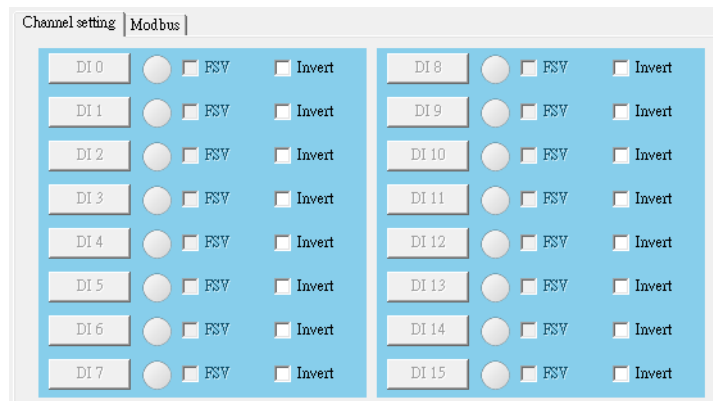 Channel setting Modbus
DI 0 FSV Invert DI 8 FSV Invert
DI 1 FSV Invert DI 9 FSV Invert
DI 2 FSV Invert DI 10 FSV Invert
DI 3 FSV Invert DI 11 FSV Invert
DI 4 FSV Invert DI 12 FSV Invert
DI 5 FSV Invert DI 13 FSV Invert
DI 6 FSV Invert DI 14 FSV Invert
DI 7 FSV Invert DI 15 FSV Invert